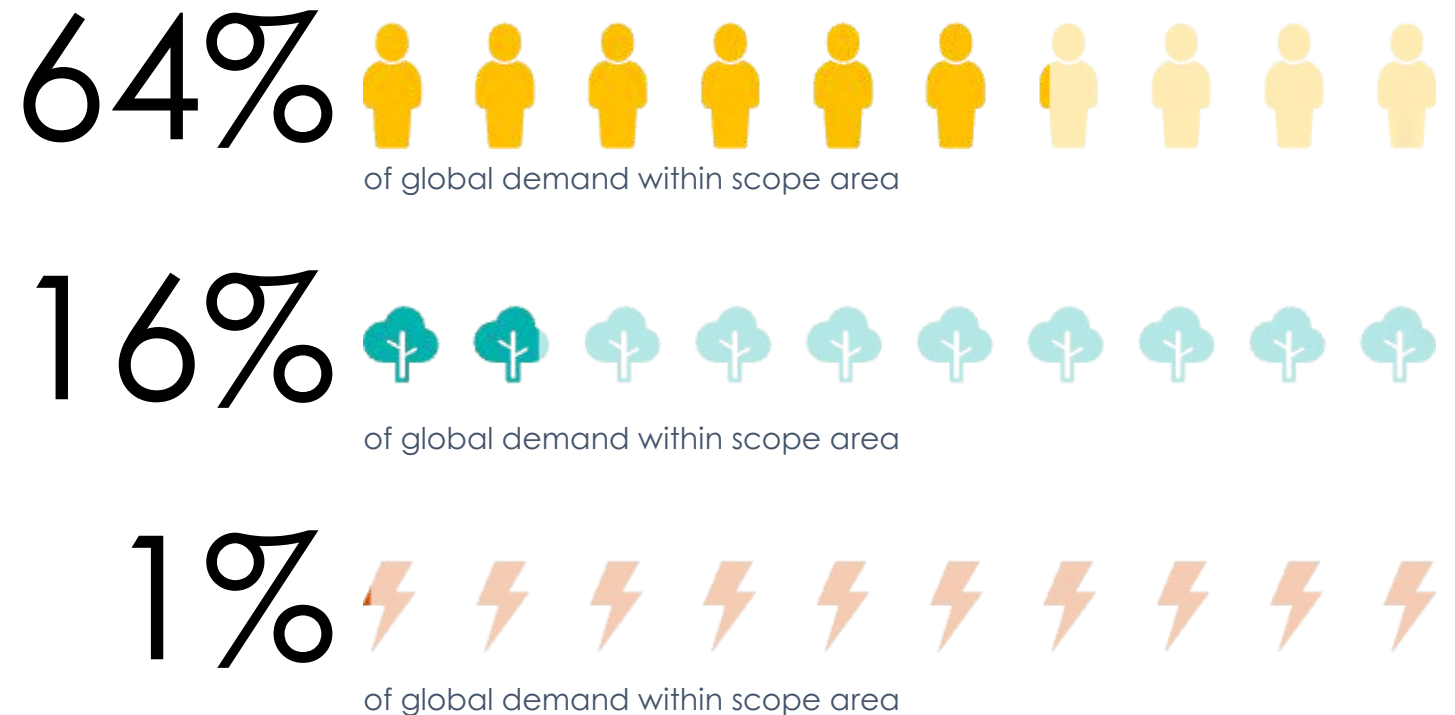 64%
of global demand within scope area
16%
of global demand within scope area
1%
of global demand within scope area